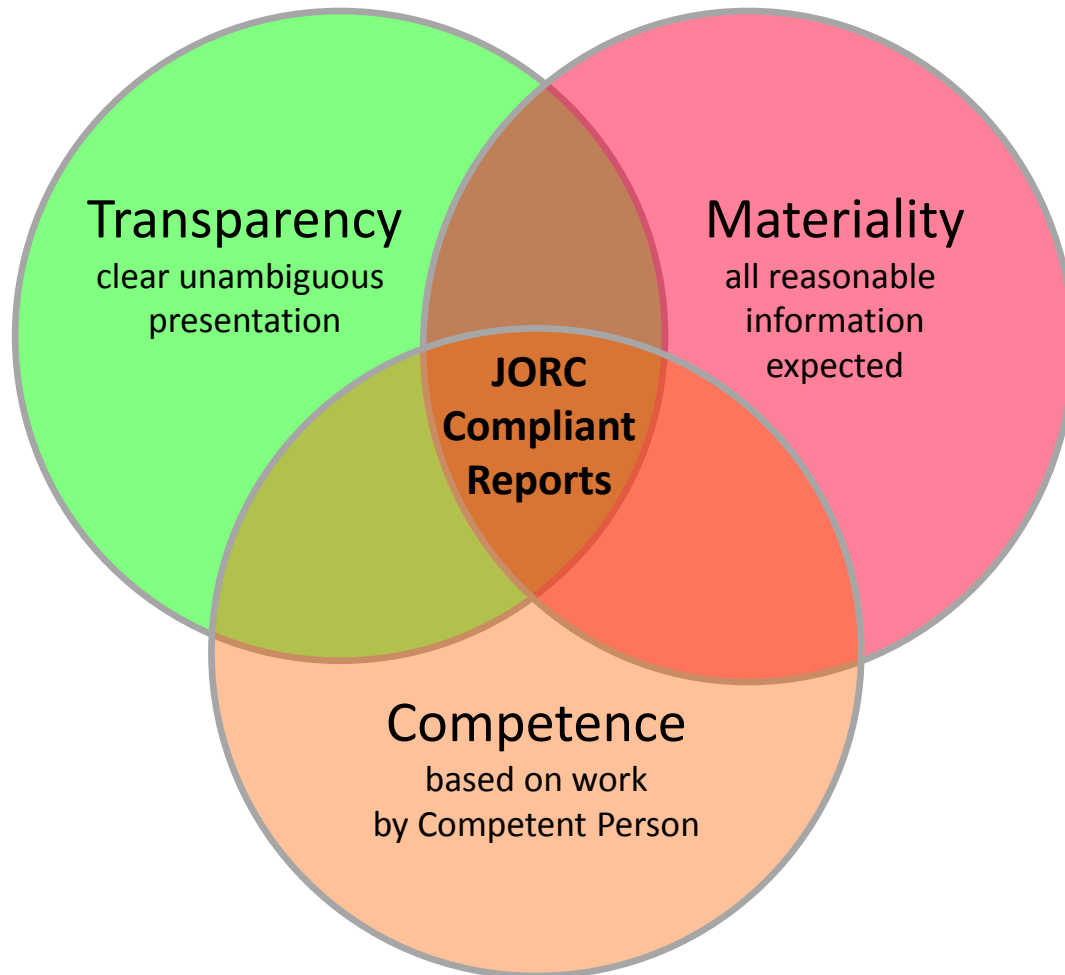 Transparency
clear unambiguous
presentation
Materiality
all reasonable
information
expected
JORC
Compliant
Reports
Competence
based on work
by Competent Person